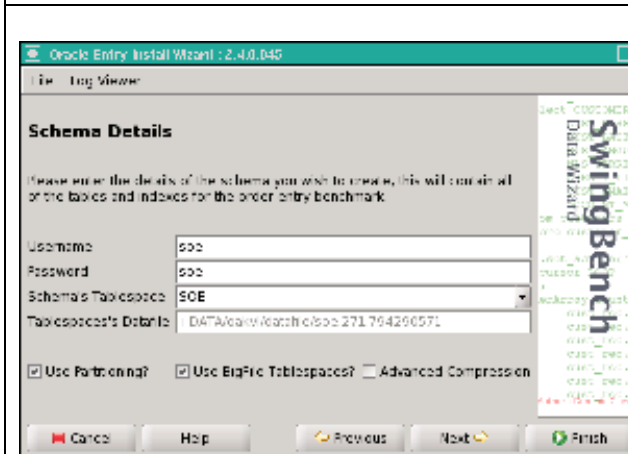 Oracle Entry Install Wizard : 2.4.0.845
File Log Viewer
Schema Details
Please enter the details of the schema you wish to create, this will contain all
of the tables and indexes for the order entry benchmark
Username soe
Password soe
Schema's Tablespace SOE
Tablespaces's Datafile
Use Partitioning? Use BigFile Tablespaces? Advanced Compression
Cancel Help Previous Next Finish
SwingBench
Data Wizard